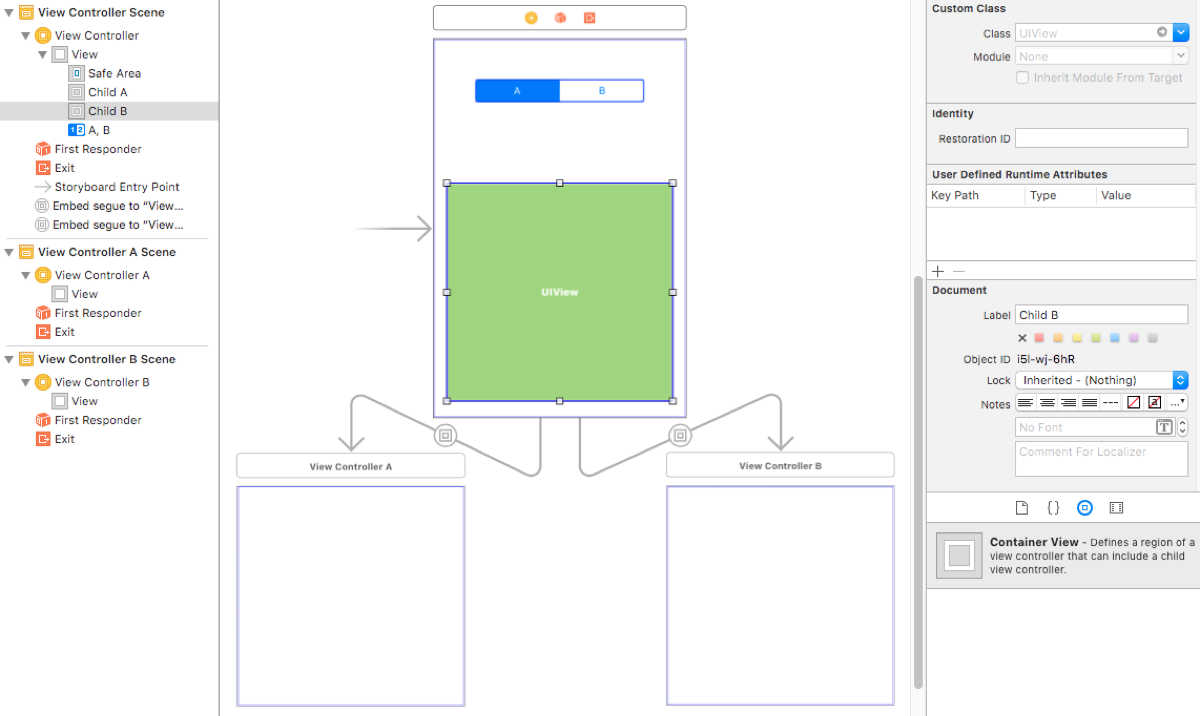 View Controller Scene
View Controller
View
Safe Area
Child A
Child B
12 A, B
First Responder
Exit
Storyboard Entry Point
Embed segue to “View...
Embed segue to “View...
View Controller A Scene
View Controller A
View
First Responder
Exit
View Controller B Scene
View Controller B
View
First Responder
Exit
A B
UIView
View Controller A
View Controller B
Custom Class
Class UIView
Module None
Inherit Module From Target
Identity
Restoration ID
User Defined Runtime Attributes
Key Path Type Value
Document
Label Child B
Object ID i5l-wj-6hR
Lock Inherited - (Nothing)
Notes
No Font T
Comment For Localizer
{}
Container View - Defines a region of a
view controller that can include a child
view controller.